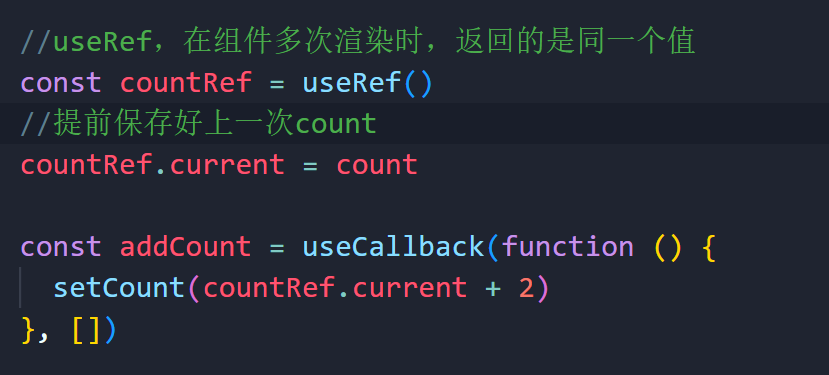 //useRef，在组件多次渲染时，返回的是同一个值
const countRef = useRef()
//提前保存好上一次count
countRef.current = count
const addCount = useCallback(function () {
setCount(countRef.current + 2)
}, [])